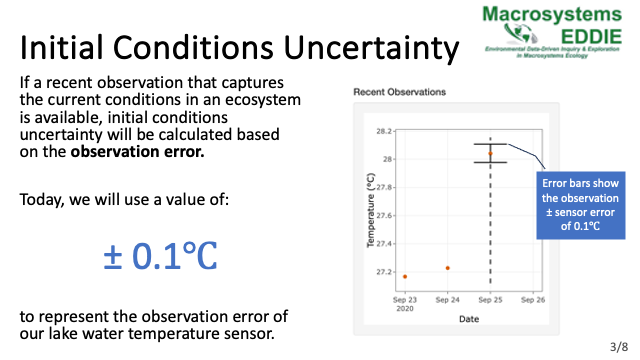 Macrosystems
EDDIE
Environmental Data-Driven Inquiry & Exploration
in Macrosystems Ecology
Initial Conditions Uncertainty
If a recent observation that captures
the current conditions in an ecosystem
is available, initial conditions
uncertainty will be calculated based
on the observation error.
Today, we will use a value of:
± 0.1℃
to represent the observation error of
our lake water temperature sensor.
Recent Observations
28.2
28
27.8
27.6
27.4
27.2
Temperature (°C)
Sep 23
2020
Sep 24
Sep 25
Sep 26
Date
Error bars show
the observation
± sensor error
of 0.1℃
3/8